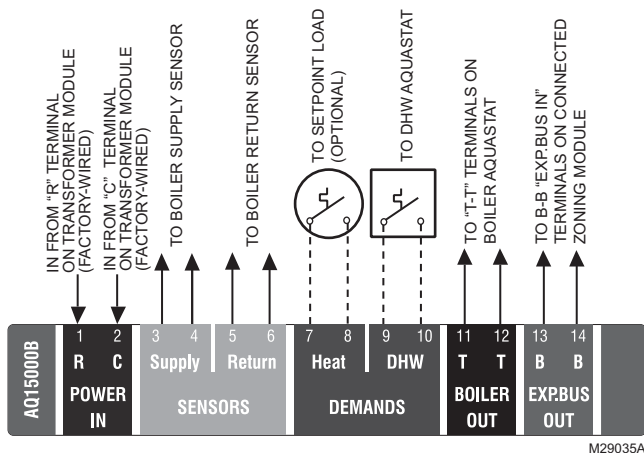 IN FROM “R” TERMINAL
ON TRANSFORMER MODULE
(FACTORY-WIRED)
IN FROM “C” TERMINAL
ON TRANSFORMER MODULE
(FACTORY-WIRED)
TO BOILER SUPPLY SENSOR
TO BOILER RETURN SENSOR
TO SETPOINT LOAD
(OPTIONAL)
TO DHW AQUASTAT
TO “T-T” TERMINALS ON
BOILER AQUASTAT
TO B-B “EXP.BUS IN”
TERMINALS ON CONNECTED
ZONING MODULE
AQ15000B
1 2 3 4 5 6 7 8 9 10 11 12 13 14
R C Supply Return Heat DHW T T B B
POWER IN
SENSORS
DEMANDS
BOILER OUT
EXP.BUS OUT
M29035A